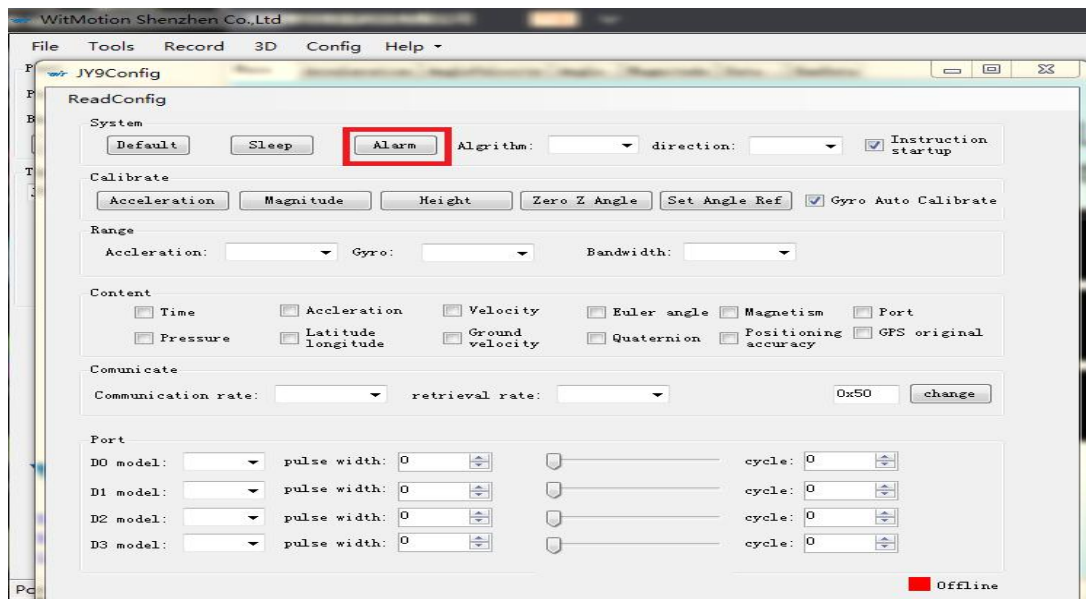 WitMotion Shenzhen Co.,Ltd
File Tools Record 3D Config Help
JY9Config
ReadConfig
System
Default Sleep Alarm Algrithm: direction: Instruction startup
Calibrate
Acceleration Magnitude Height Zero Z Angle Set Angle Ref Gyro Auto Calibrate
Range
Accleration: Gyro: Bandwidth:
Content
Time Accleration Velocity Euler angle Magnetism Port
Pressure Latitude longitude Ground velocity Quaternion Positioning accuracy GPS original
Comunicate
Communication rate: retrieval rate: 0x50 change
Port
D0 model: pulse width: 0 cycle: 0
D1 model: pulse width: 0 cycle: 0
D2 model: pulse width: 0 cycle: 0
D3 model: pulse width: 0 cycle: 0
Offline